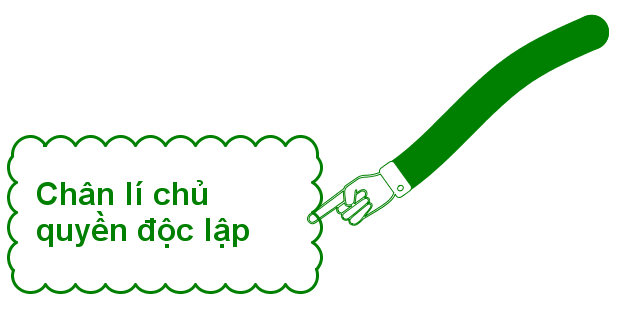 Chân lí chủ
quyền độc lập